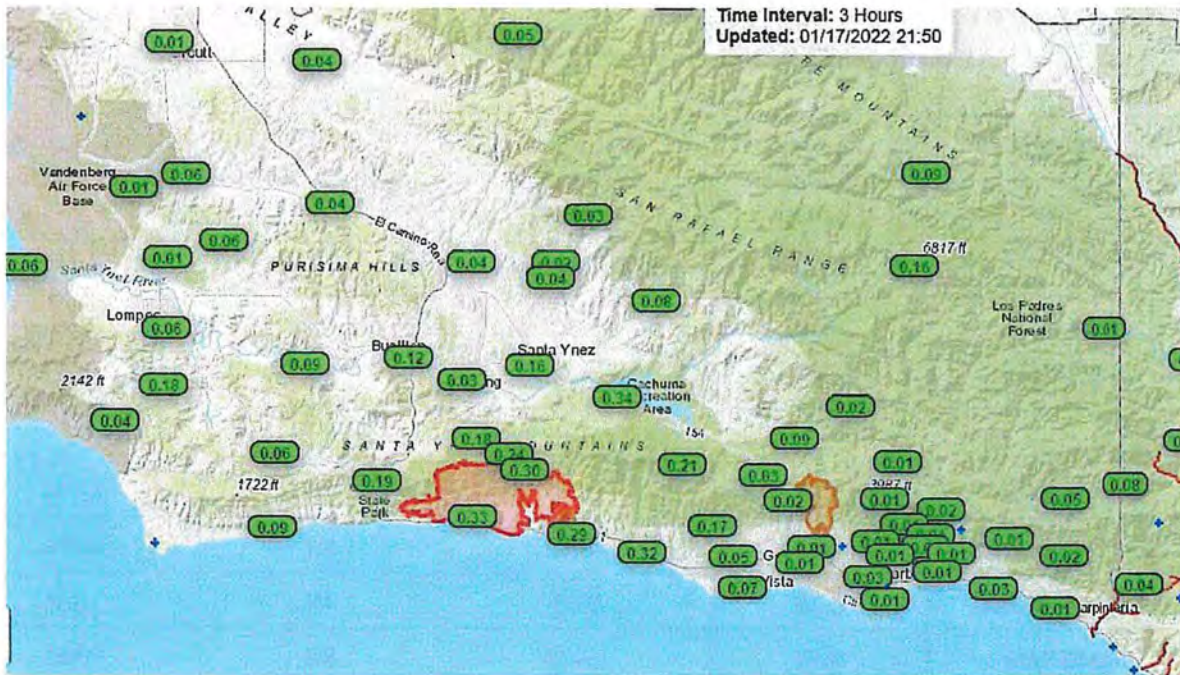 Time Interval: 3 Hours
Updated: 01/17/2022 21:50
0.05
0.01
0.04
0.09
0.06
Vandenberg
Air Force
Base
0.01
0.04
0.03
SAN RAFAEL RANGE
0.06
El Camino Real
6817 ft
0.01
0.04
0.06
PURISIMA HILLS
0.16
0.04
Santa Ynez River
0.08
Los Padres
National
Forest
Lompoc
0.06
0.01
0.12
Santa Ynez
0.09
0.16
0.03
2142 ft
0.18
Cachuma
0.34
Area
0.04
0.02
154
0.18
0.09
0.06
0.24
0.30
0.21
0.01
0.03
0.19
1722 ft
0.08
State
Park
0.02
0.01
0.05
0.02
0.33
0.09
0.29
0.17
0.32
0.05
0.01
0.01
0.01
0.01
0.01
0.02
0.07
Vista
0.03
0.01
0.03
0.04
0.01
0.01